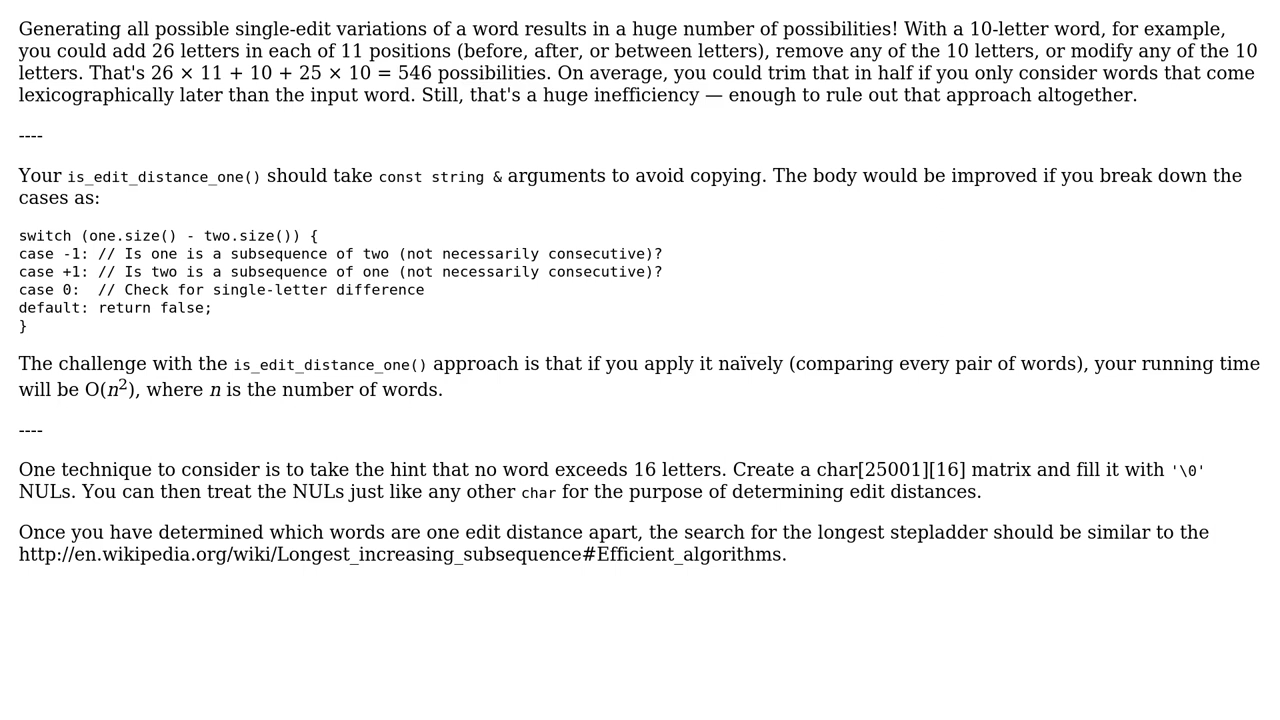 Generating all possible single-edit variations of a word results in a huge number of possibilities! With a 10-letter word, for example,
you could add 26 letters in each of 11 positions (before, after, or between letters), remove any of the 10 letters, or modify any of the 10
letters. That's 26 × 11 + 10 + 25 × 10 = 546 possibilities. On average, you could trim that in half if you only consider words that come
lexicographically later than the input word. Still, that's a huge inefficiency — enough to rule out that approach altogether.
----
Your is_edit_distance_one() should take const string & arguments to avoid copying. The body would be improved if you break down the
cases as:
switch (one.size() - two.size()) {
case -1: // Is one is a subsequence of two (not necessarily consecutive)?
case +1: // Is two is a subsequence of one (not necessarily consecutive)?
case 0:  // Check for single-letter difference
default: return false;
}
The challenge with the is_edit_distance_one() approach is that if you apply it naïvely (comparing every pair of words), your running time
will be O(n2), where n is the number of words.
----
One technique to consider is to take the hint that no word exceeds 16 letters. Create a char[25001][16] matrix and fill it with '\0'
NULs. You can then treat the NULs just like any other char for the purpose of determining edit distances.
Once you have determined which words are one edit distance apart, the search for the longest stepladder should be similar to the
http://en.wikipedia.org/wiki/Longest_increasing_subsequence#Efficient_algorithms.